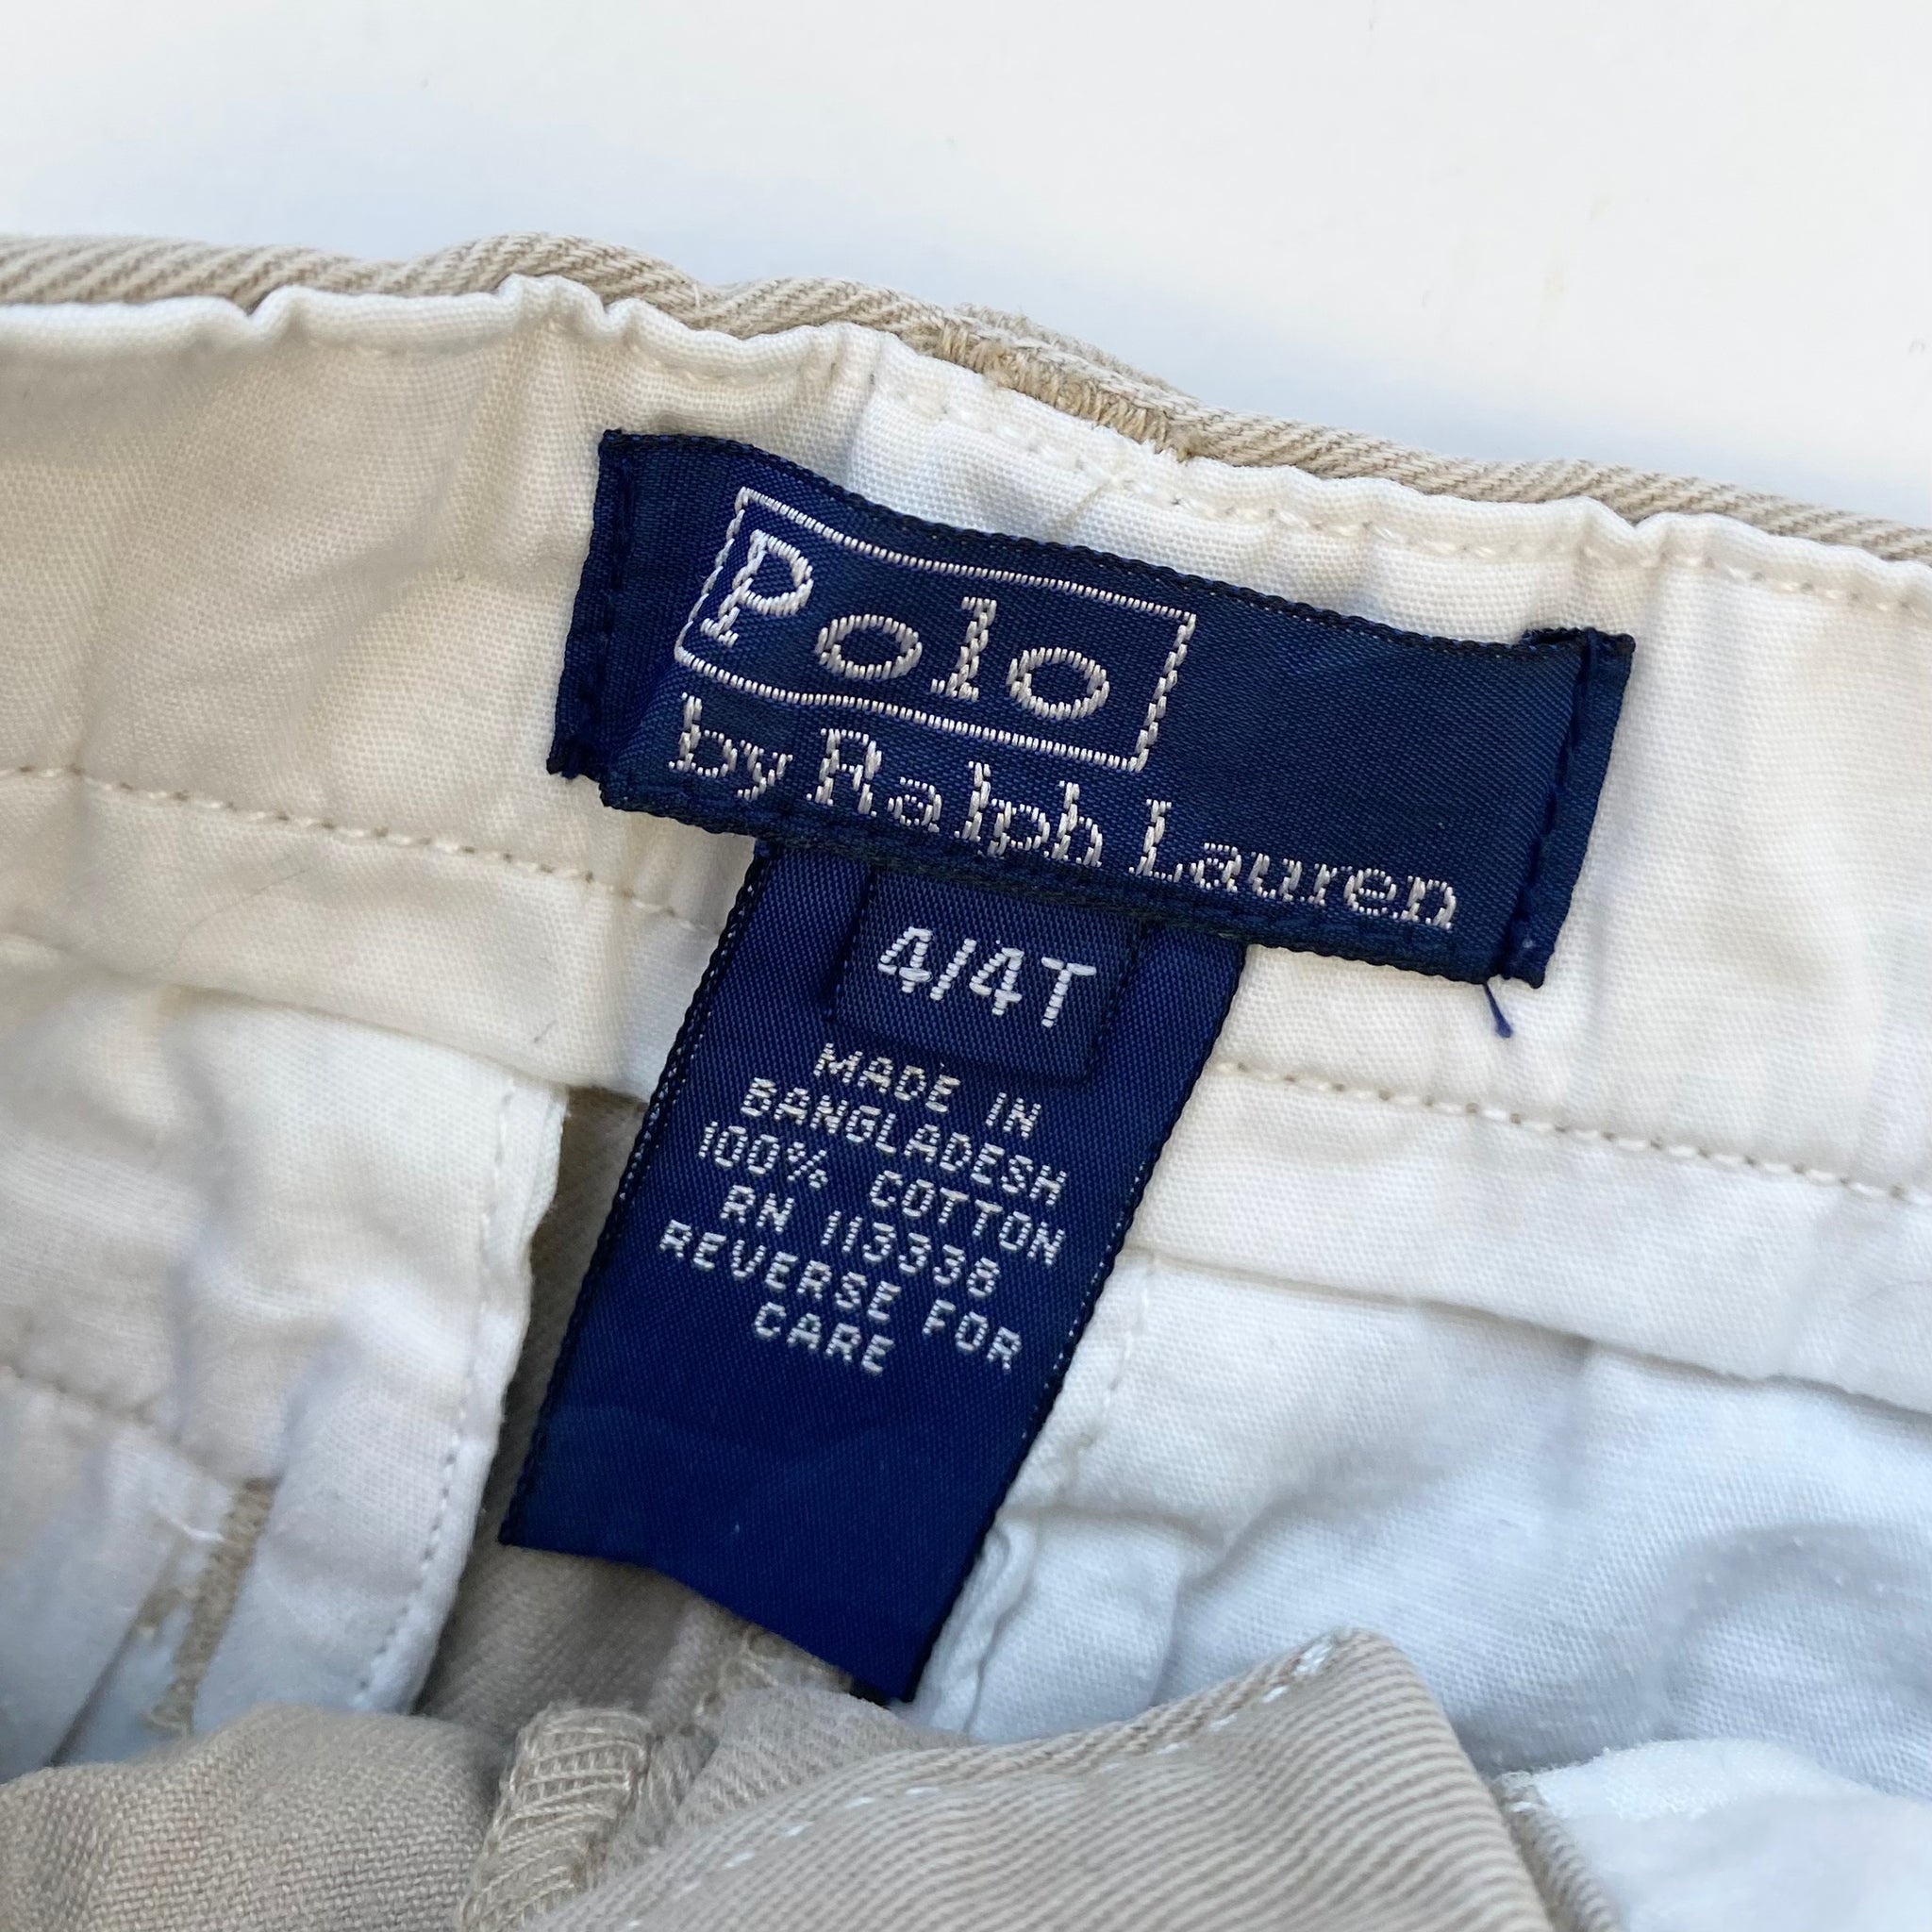 Polo
by Ralph Lauren
4/4T
MADE IN
BANGLADESH
100% COTTON
RN 113338
REVERSE FOR
CARE